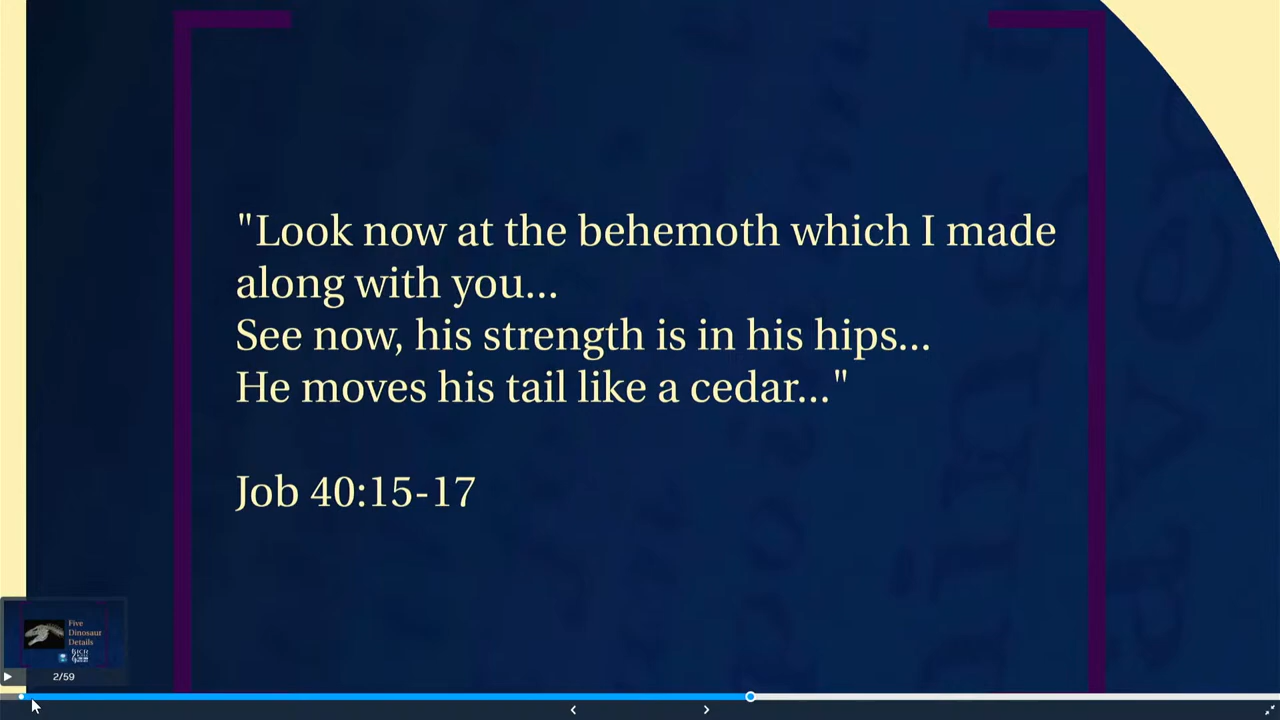 "Look now at the behemoth which I made
along with you...
See now, his strength is in his hips...
He moves his tail like a cedar..."
Job 40:15-17
Five
Dinosaur
Details
2/59